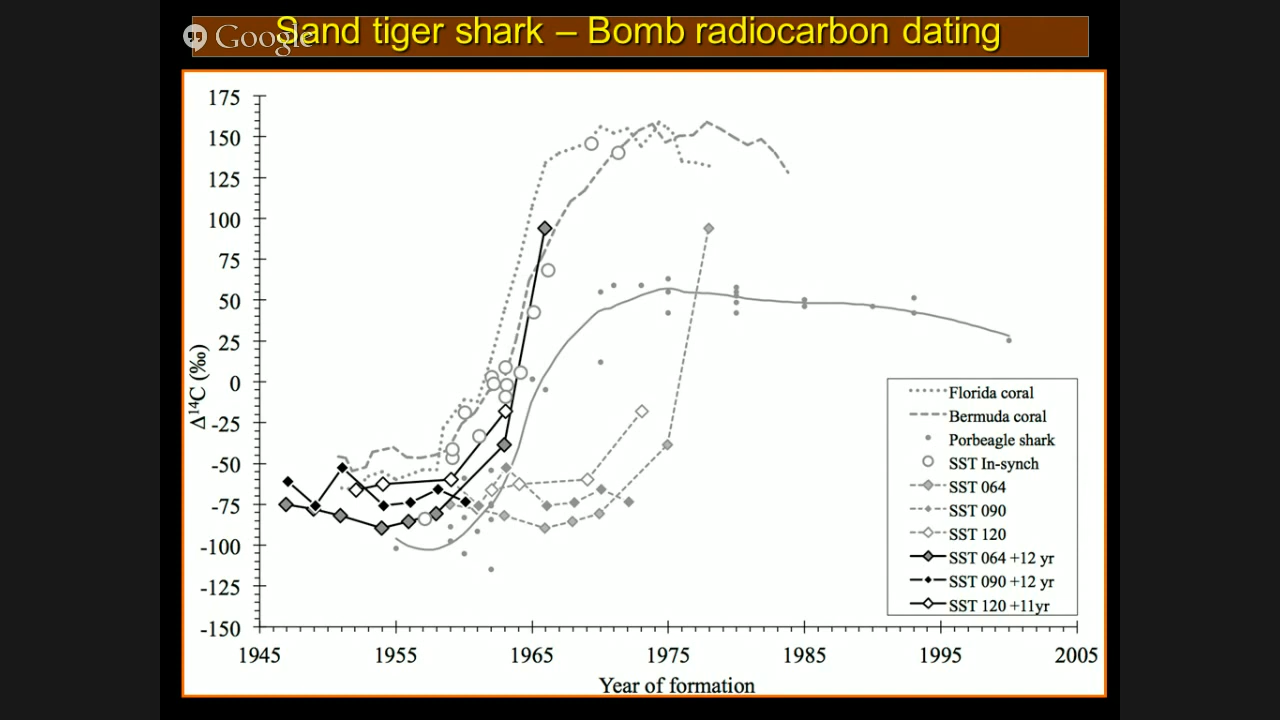 Sand tiger shark – Bomb radiocarbon dating
Google
175
150
125
100
75
50
25
0
-25
-50
-75
-100
-125
-150
Δ¹⁴C (‰)
Florida coral
Bermuda coral
Porbeagle shark
SST In-synch
SST 064
SST 090
SST 120
SST 064 +12 yr
SST 090 +12 yr
SST 120 +11yr
1945 1955 1965 1975 1985 1995 2005
Year of formation